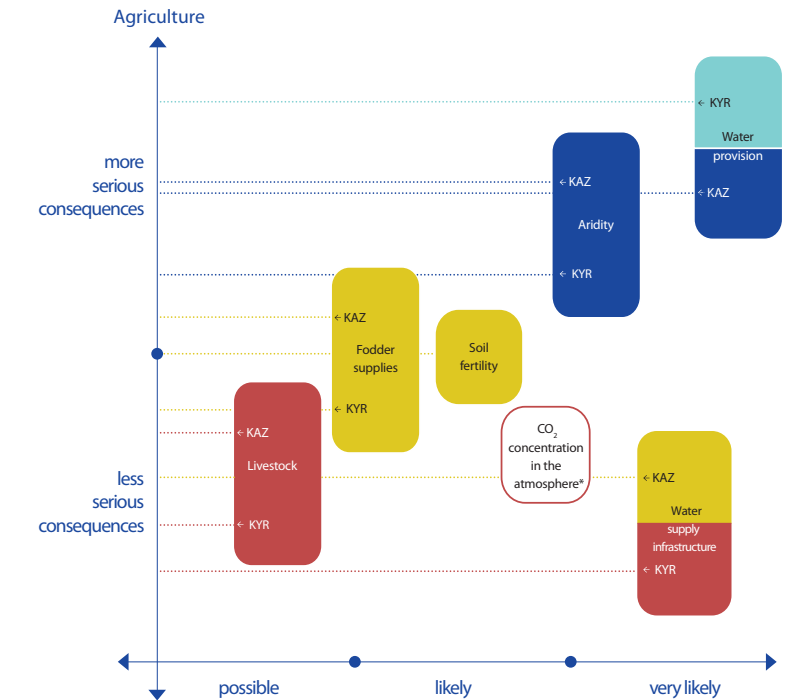 Agriculture
more
serious
consequences
less
serious
consequences
← KYR
Water
provision
← KAZ
← KAZ
Aridity
← KYR
← KAZ
Fodder
supplies
← KYR
Soil
fertility
← KAZ
Livestock
← KYR
CO₂
concentration
in the
atmosphere*
← KAZ
Water
supply
infrastructure
← KYR
possible
likely
very likely